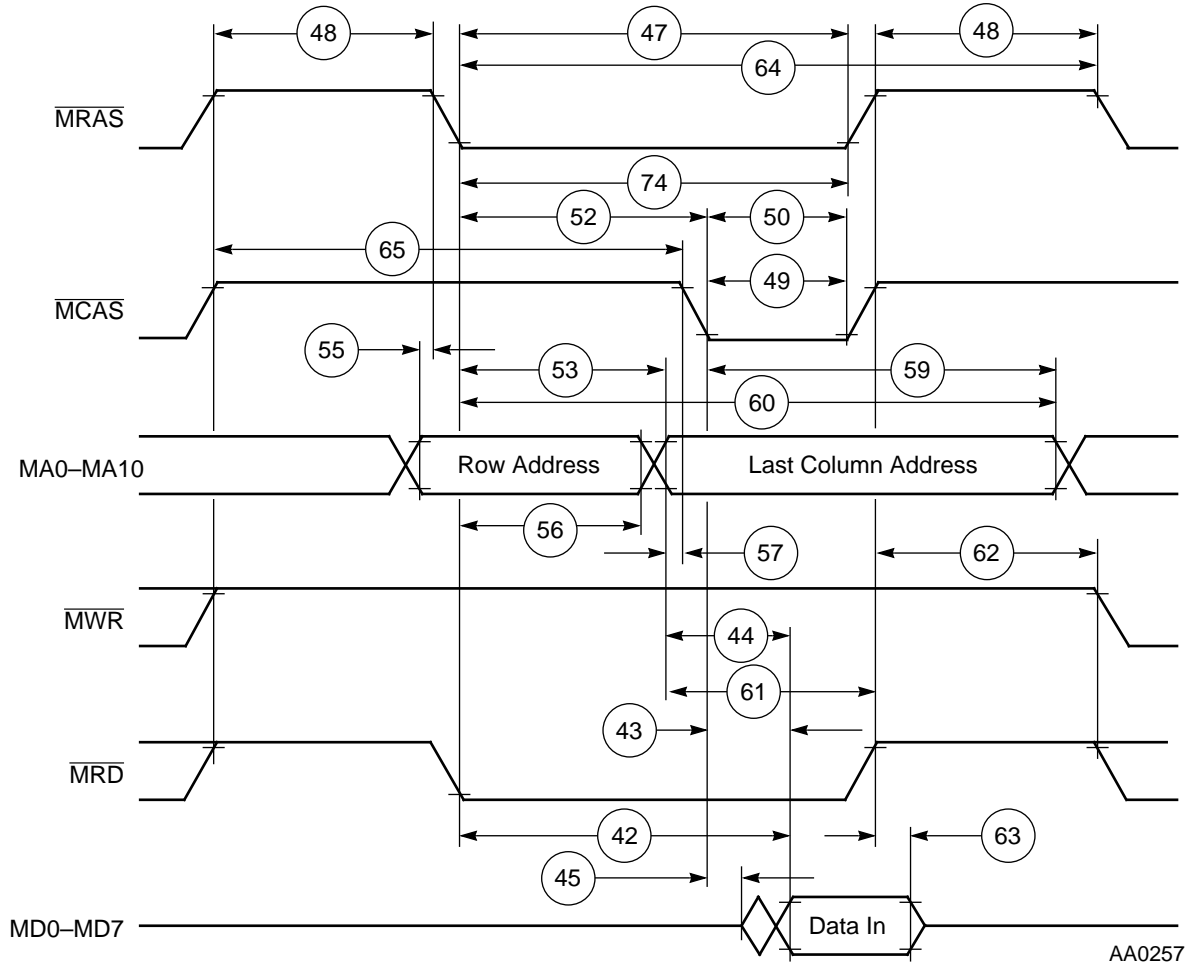 48 47 48
64
MRAS
74
52 50
65
49
MCAS
55 53 59
60
MA0–MA10 Row Address Last Column Address
56
57 62
MWR
44
61
43
MRD
42 63
45
MD0–MD7 Data In
AA0257